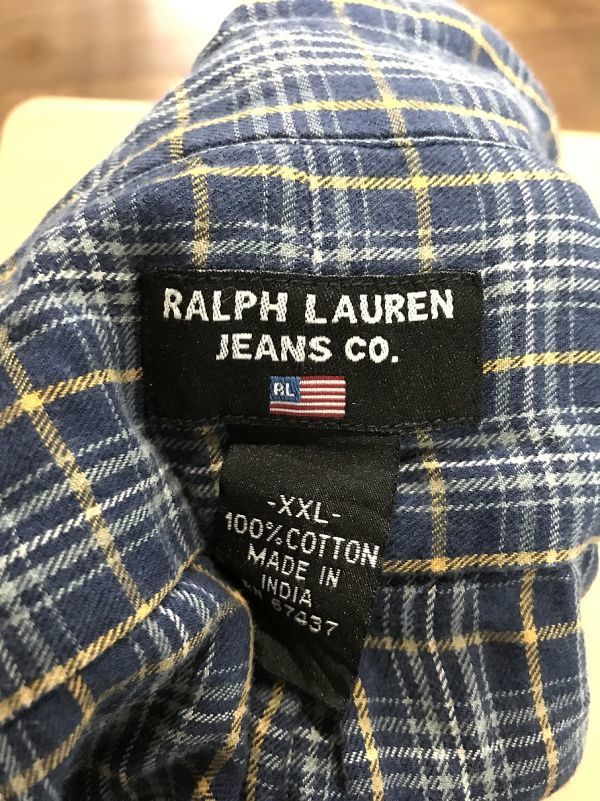 RALPH LAUREN
JEANS CO.
RL
-XXL-
100% COTTON
MADE IN
INDIA
67437